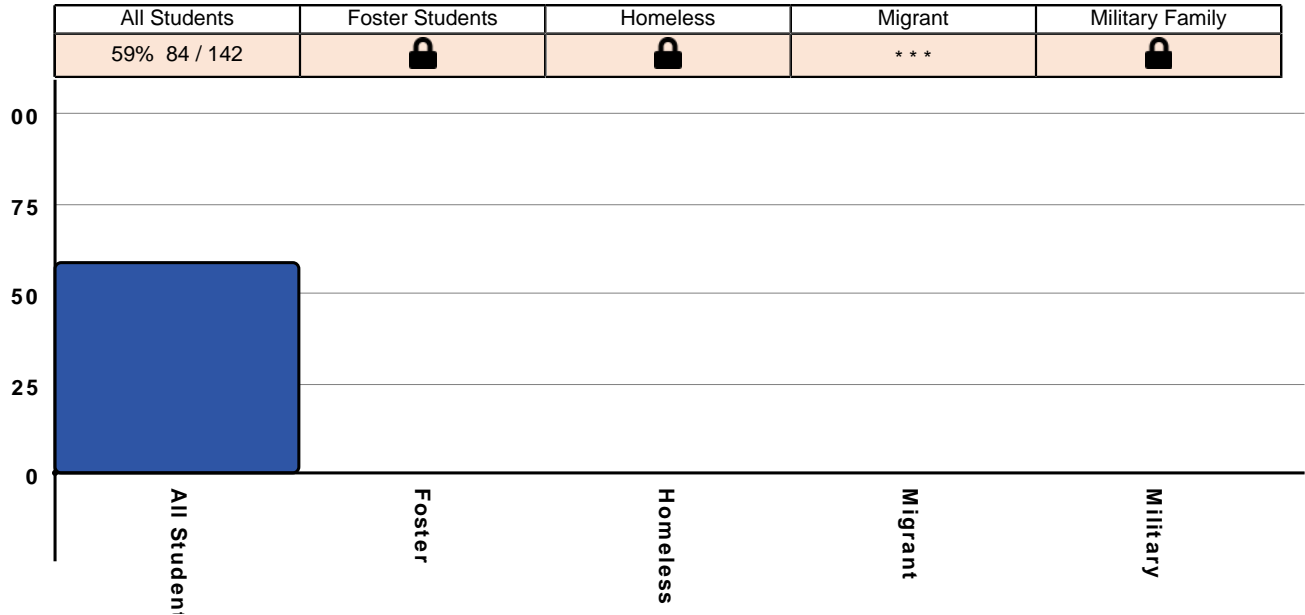 All Students Foster Students Homeless Migrant Military Family
59% 84 / 142 * * *
00
75
50
25
0
All Student
Foster
Homeless
Migrant
Military